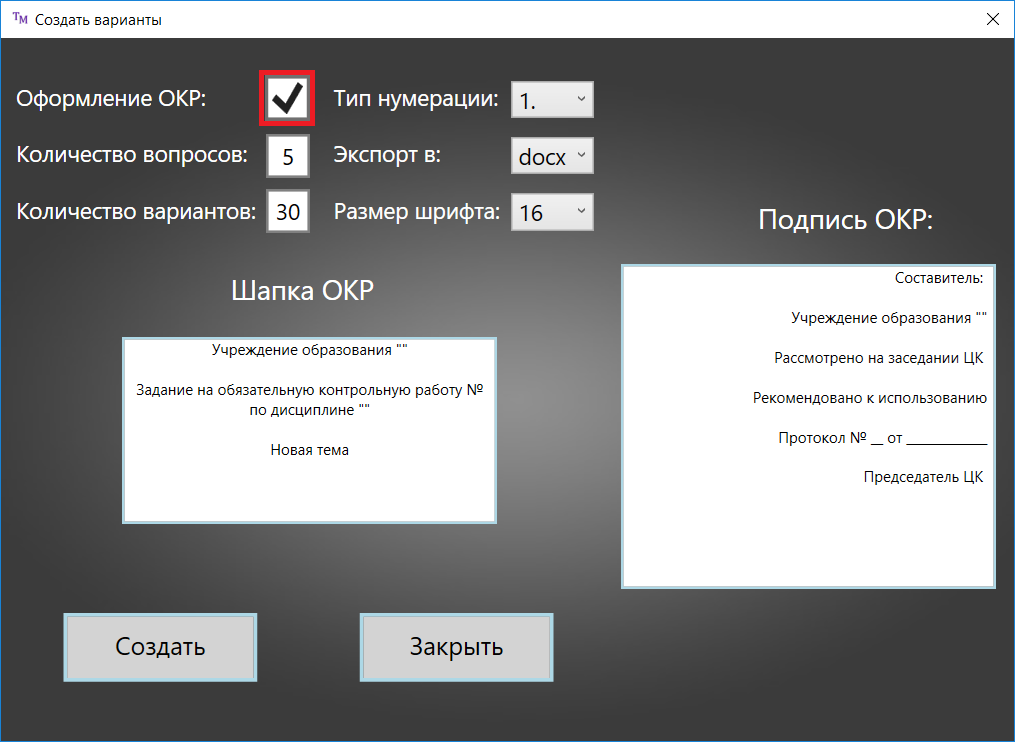 TM Создать варианты
Оформление ОКР:
Тип нумерации: 1.
Количество вопросов: 5
Экспорт в: docx
Количество вариантов: 30
Размер шрифта: 16
Подпись ОКР:
Составитель:
Учреждение образования ""
Рассмотрено на заседании ЦК
Рекомендовано к использованию
Протокол № __ от ____________
Председатель ЦК
Шапка ОКР
Учреждение образования ""
Задание на обязательную контрольную работу №
по дисциплине ""
Новая тема
Создать
Закрыть